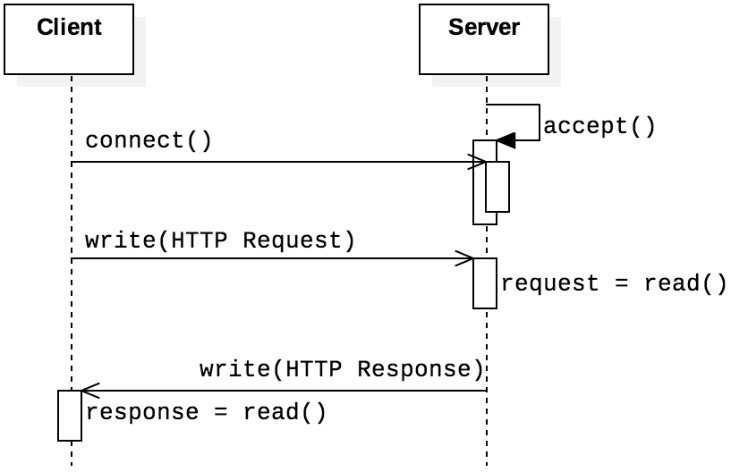 Client
Server
accept()
connect()
write(HTTP Request)
request = read()
write(HTTP Response)
response = read()